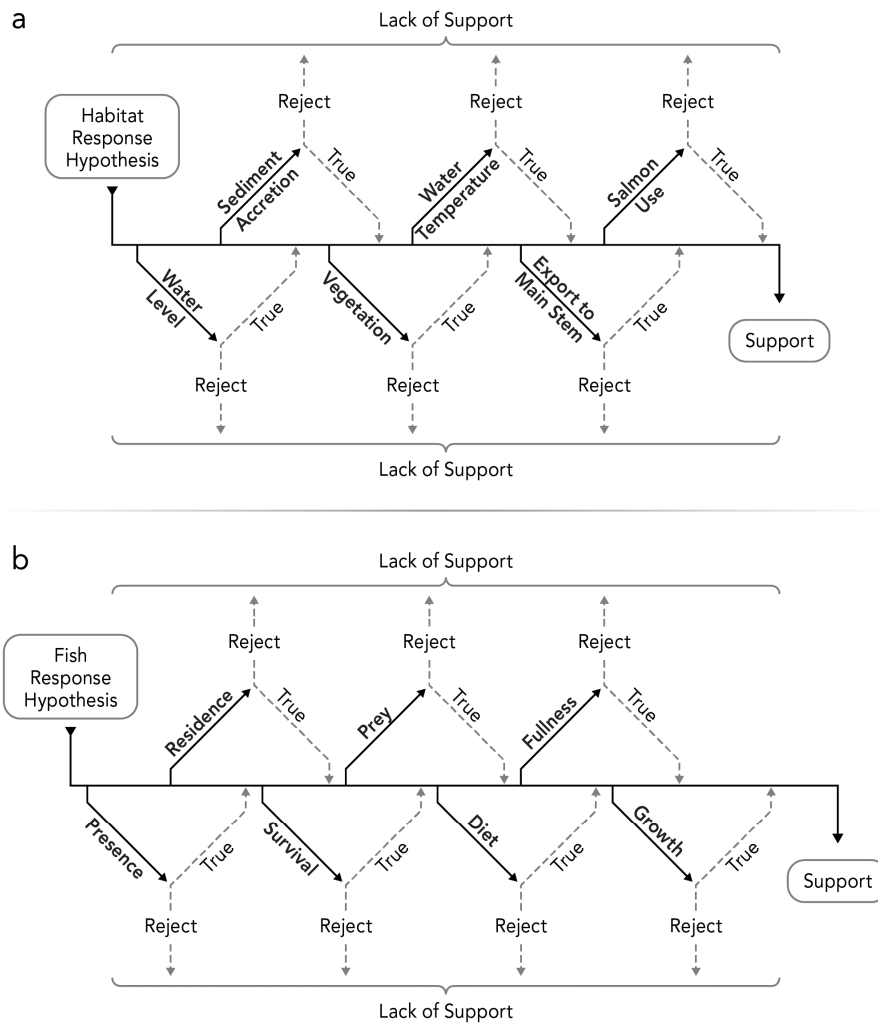 a
Lack of Support
Reject
Reject
Reject
Habitat
Response
Hypothesis
Sediment
Accretion
True
Water
Temperature
True
Salmon
Use
True
Water
Level
True
Vegetation
True
Export to
Main Stem
True
Support
Reject
Reject
Reject
Lack of Support
b
Lack of Support
Reject
Reject
Reject
Fish
Response
Hypothesis
Residence
True
Prey
True
Fullness
True
Presence
True
Survival
True
Diet
True
Growth
True
Support
Reject
Reject
Reject
Reject
Lack of Support